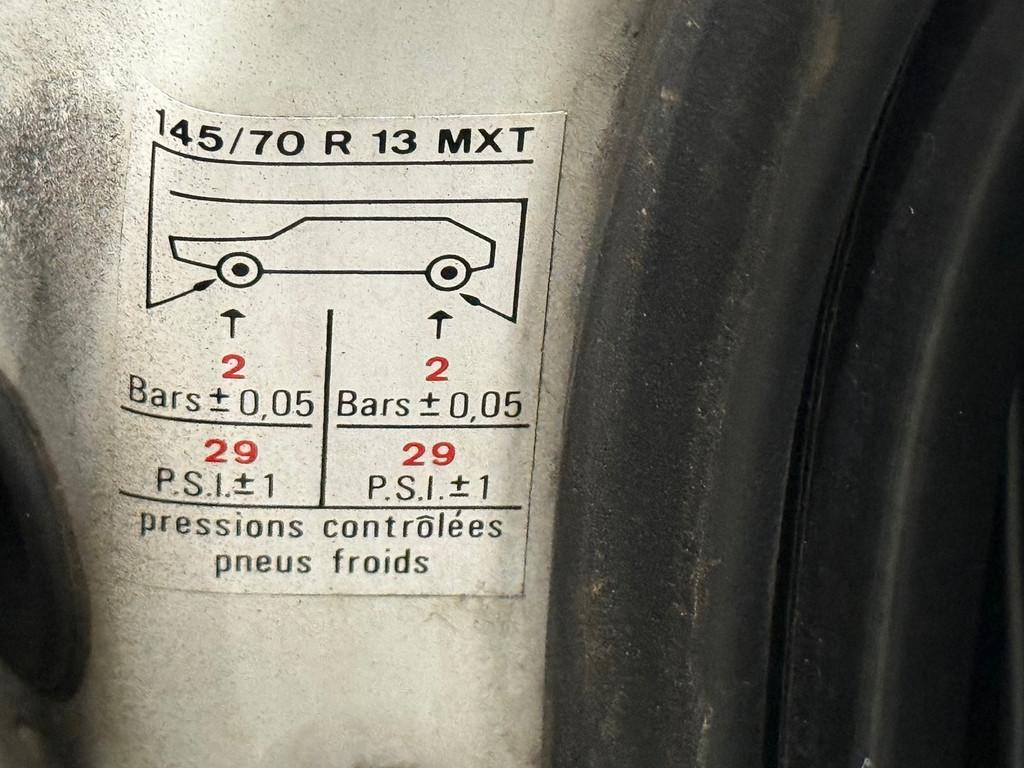 145/70 R 13 MXT
2 2
Bars ± 0,05 Bars ± 0,05
29 29
P.S.I. ± 1 P.S.I. ± 1
pressions contrôlées
pneus froids